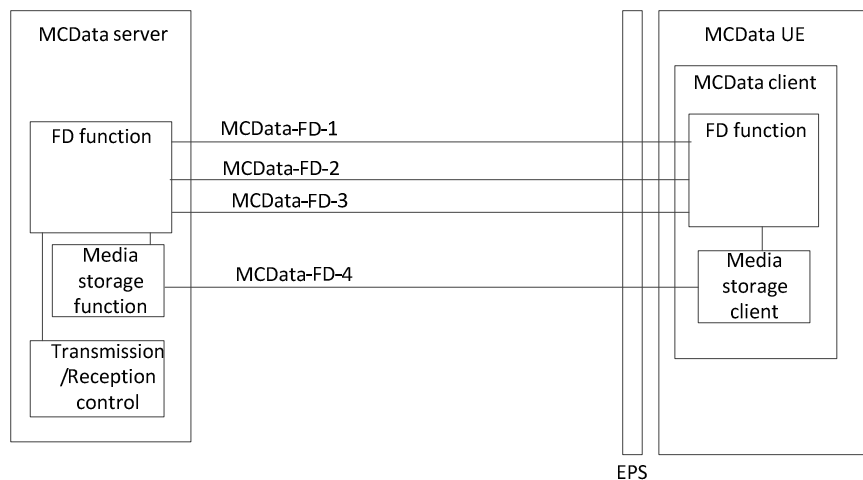 MCData server
FD function
Media
storage
function
Transmission
/Reception
control
MCData-FD-1
MCData-FD-2
MCData-FD-3
MCData-FD-4
EPS
MCData UE
MCData client
FD function
Media
storage
client